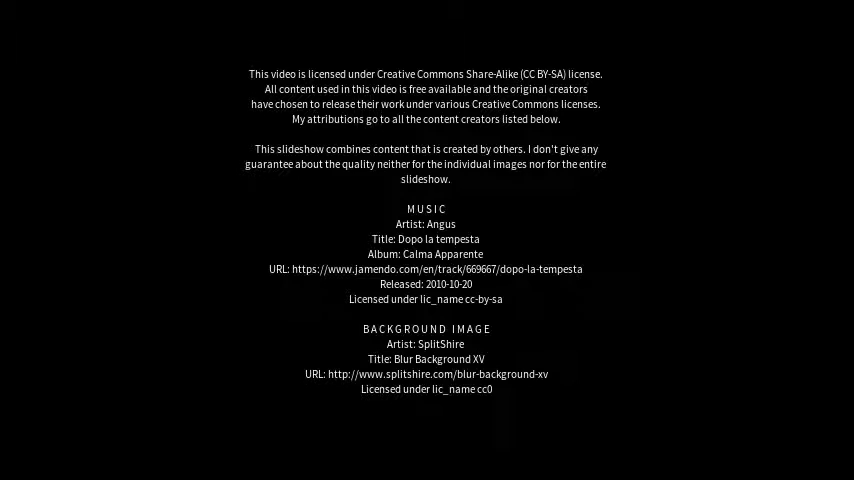 This video is licensed under Creative Commons Share-Alike (CC BY-SA) license.
All content used in this video is free available and the original creators
have chosen to release their work under various Creative Commons licenses.
My attributions go to all the content creators listed below.
This slideshow combines content that is created by others. I don't give any
guarantee about the quality neither for the individual images nor for the entire
slideshow.
MUSIC
Artist: Angus
Title: Dopo la tempesta
Album: Calma Apparente
URL: https://www.jamendo.com/en/track/669667/dopo-la-tempesta
Released: 2010-10-20
Licensed under lic_name cc-by-sa
BACKGROUND IMAGE
Artist: SplitShire
Title: Blur Background XV
URL: http://www.splitshire.com/blur-background-xv
Licensed under lic_name cc0